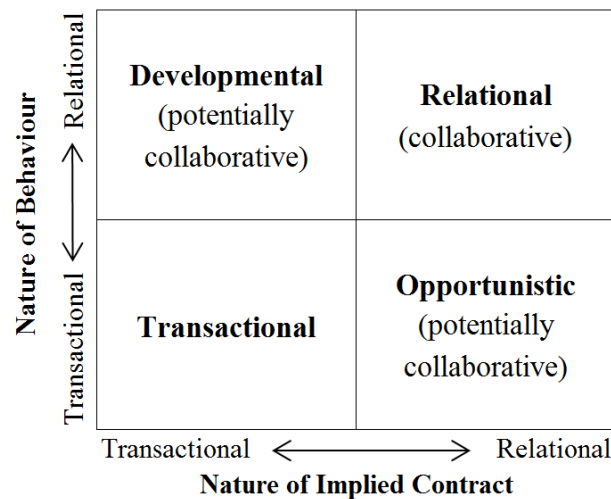 Nature of Behaviour
Relational
Transactional
Developmental
(potentially
collaborative)
Relational
(collaborative)
Transactional
Opportunistic
(potentially
collaborative)
Transactional
Relational
Nature of Implied Contract